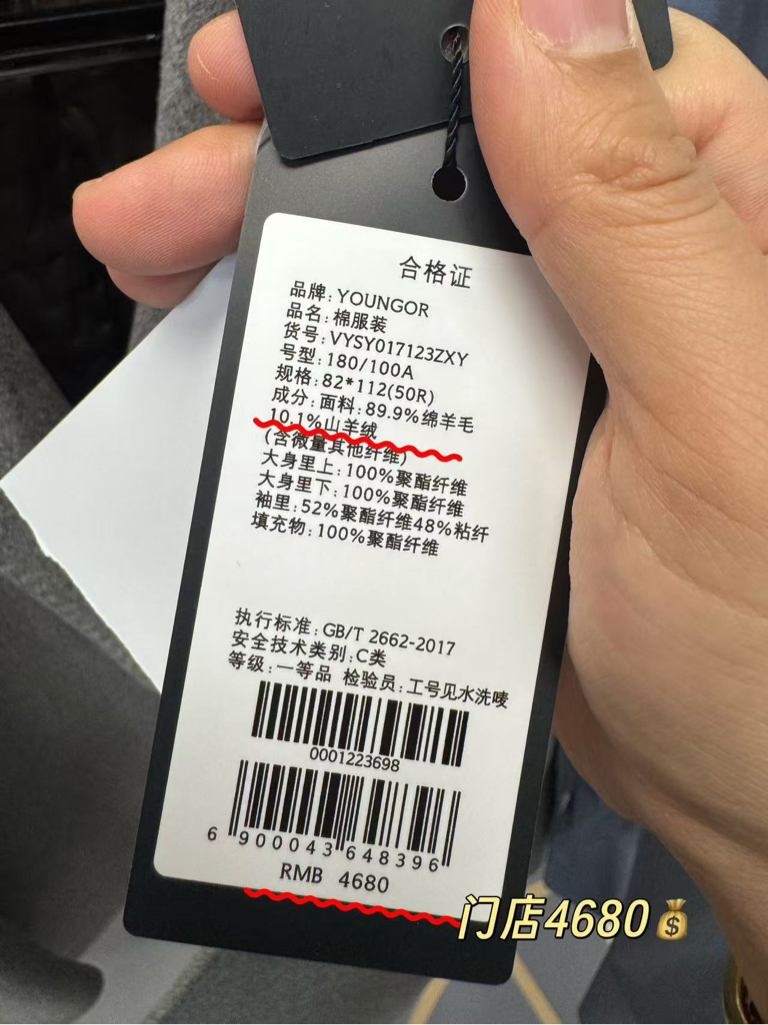 合格证
品牌:YOUNGOR
品名:棉服装
货号:VYSY017123ZXY
号型:180/100A
规格:82*112(50R)
成分:面料:89.9%绵羊毛
10.1%山羊绒
(含微量其他纤维)
大身里上:100%聚酯纤维
大身里下:100%聚酯纤维
袖里:52%聚酯纤维48%粘纤
填充物:100%聚酯纤维
执行标准:GB/T 2662-2017
安全技术类别:C类
等级:一等品 检验员:工号见水洗唛
0001223698
6 900043 648396
RMB 4680
门店4680